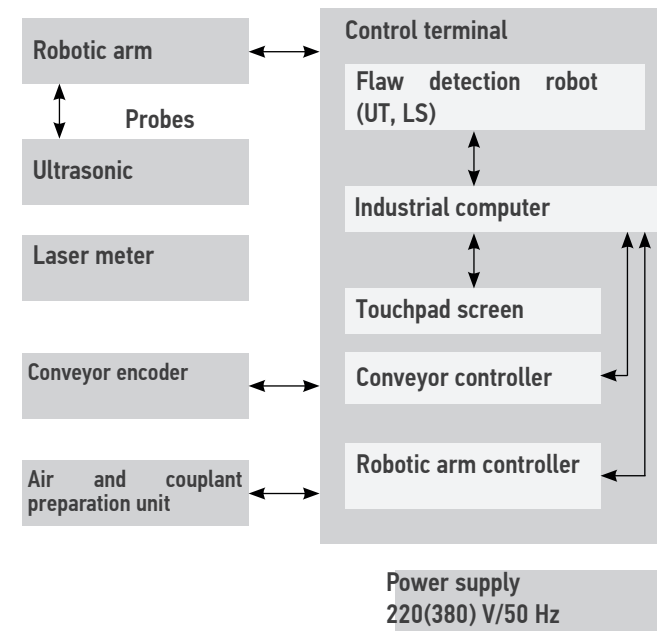 Robotic arm
Probes
Ultrasonic
Laser meter
Conveyor encoder
Air and couplant
preparation unit
Control terminal
Flaw detection robot
(UT, LS)
Industrial computer
Touchpad screen
Conveyor controller
Robotic arm controller
Power supply
220(380) V/50 Hz